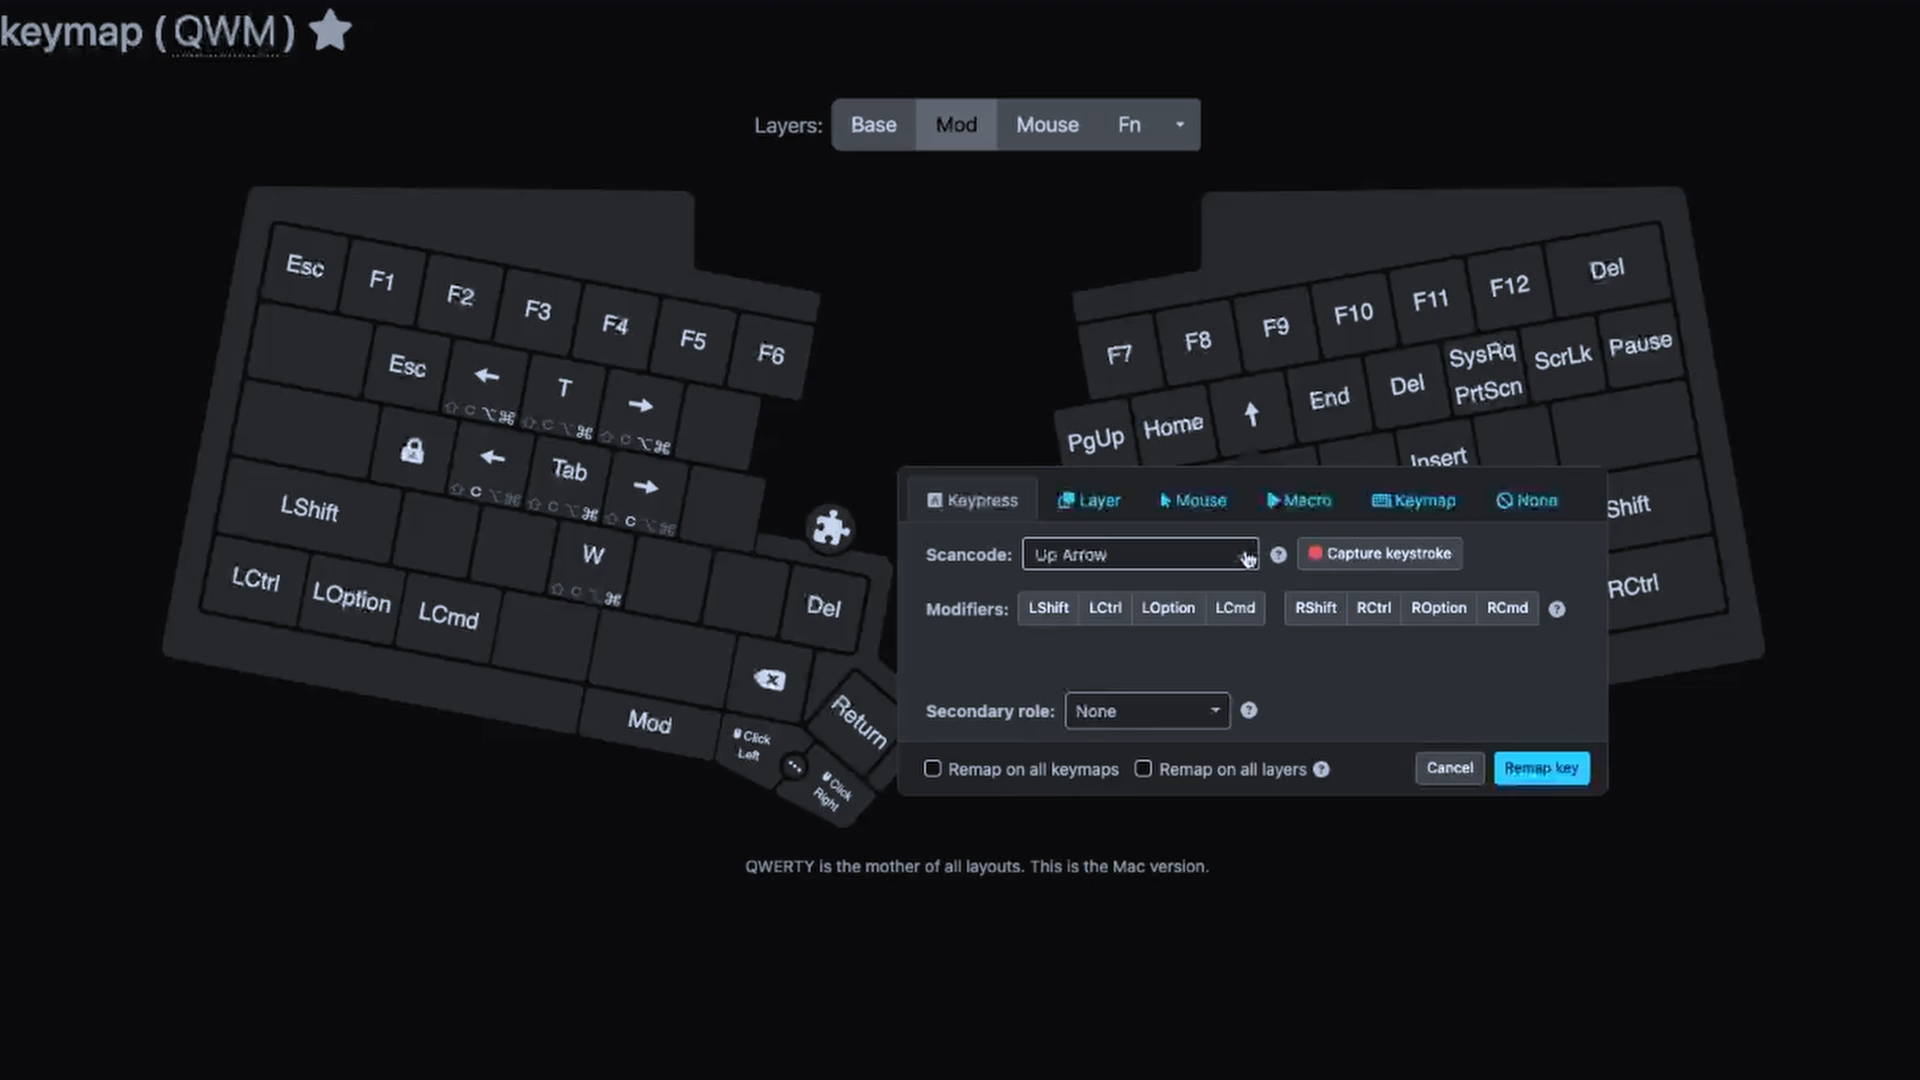 keymap (QWM)
Layers: Base Mod Mouse Fn
Esc F1 F2 F3 F4 F5 F6
F7 F8 F9 F10 F11 F12 Del
Esc ← T →
PgUp Home ↑ End Del SysRq PrtScn ScrLk Pause
← Tab →
Insert
LShift W
Shift
LCtrl LOption LCmd Del
RCtrl
Mod Click Left Click Right Return
Keypress Layer Mouse Macro Keymap None
Scancode: Up Arrow Capture keystroke
Modifiers: LShift LCtrl LOption LCmd RShift RCtrl ROption RCmd
Secondary role: None
Remap on all keymaps Remap on all layers Cancel Remap key
QWERTY is the mother of all layouts. This is the Mac version.